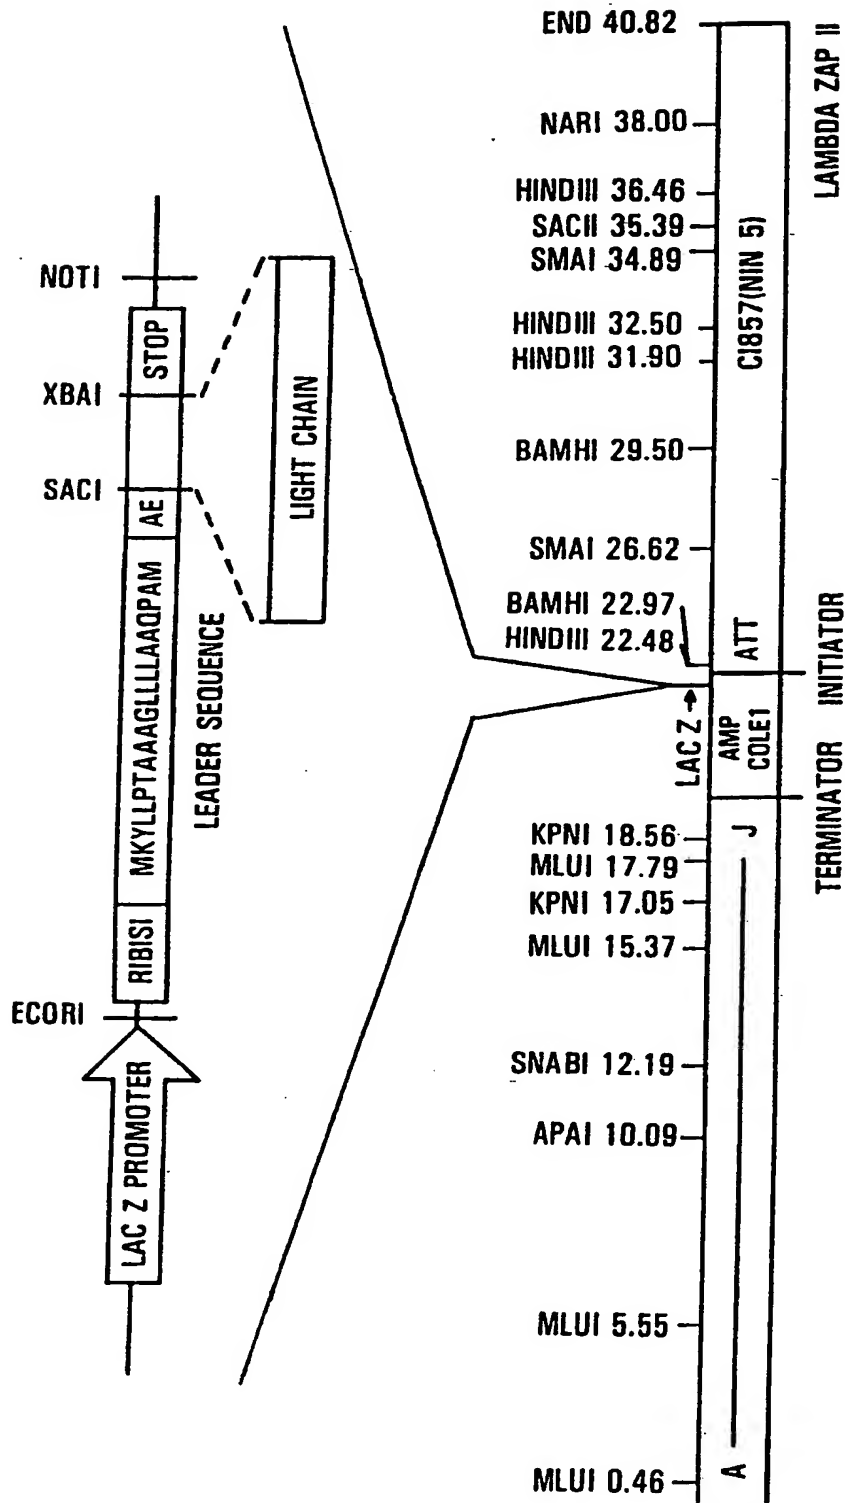 NOTI
XBAI
SACI
ECORI
STOP
AE
MKYLLPTAAAGLLLLAAQPAM
RIBISI
LAC Z PROMOTER
LEADER SEQUENCE
LIGHT CHAIN
END 40.82
NARI 38.00
HINDIII 36.46
SACII 35.39
SMAI 34.89
HINDIII 32.50
HINDIII 31.90
BAMHI 29.50
SMAI 26.62
BAMHI 22.97
HINDIII 22.48
LAC Z
KPNI 18.56
MLUI 17.79
KPNI 17.05
MLUI 15.37
SNABI 12.19
APAI 10.09
MLUI 5.55
MLUI 0.46
CI857(NIN 5)
ATT
AMP
COLE1
J
A
LAMBDA ZAP II
INITIATOR
TERMINATOR